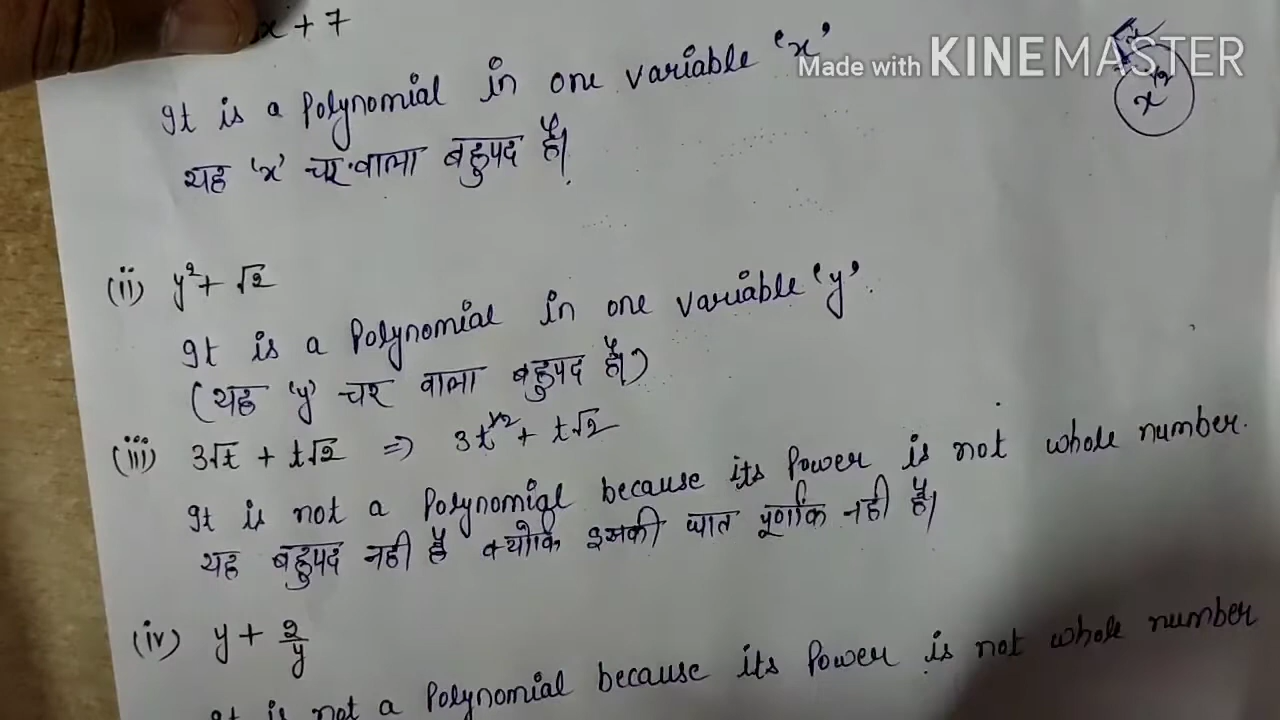 x + 7
Made with KINEMASTER
It is a Polynomial in one variable 'x'
यह 'x' चर वाला बहुपद है।
x^1/2
(ii) y² + √2
It is a Polynomial in one variable 'y'.
(यह 'y' चर वाला बहुपद है।)
(iii) 3√t + t√2 ⇒ 3t^1/2 + t√2
It is not a Polynomial because its Power is not whole number.
यह बहुपद नही है क्योकि इसकी घात पूर्णांक नही है।
(iv) y + 2/y
It is not a Polynomial because its Power is not whole number